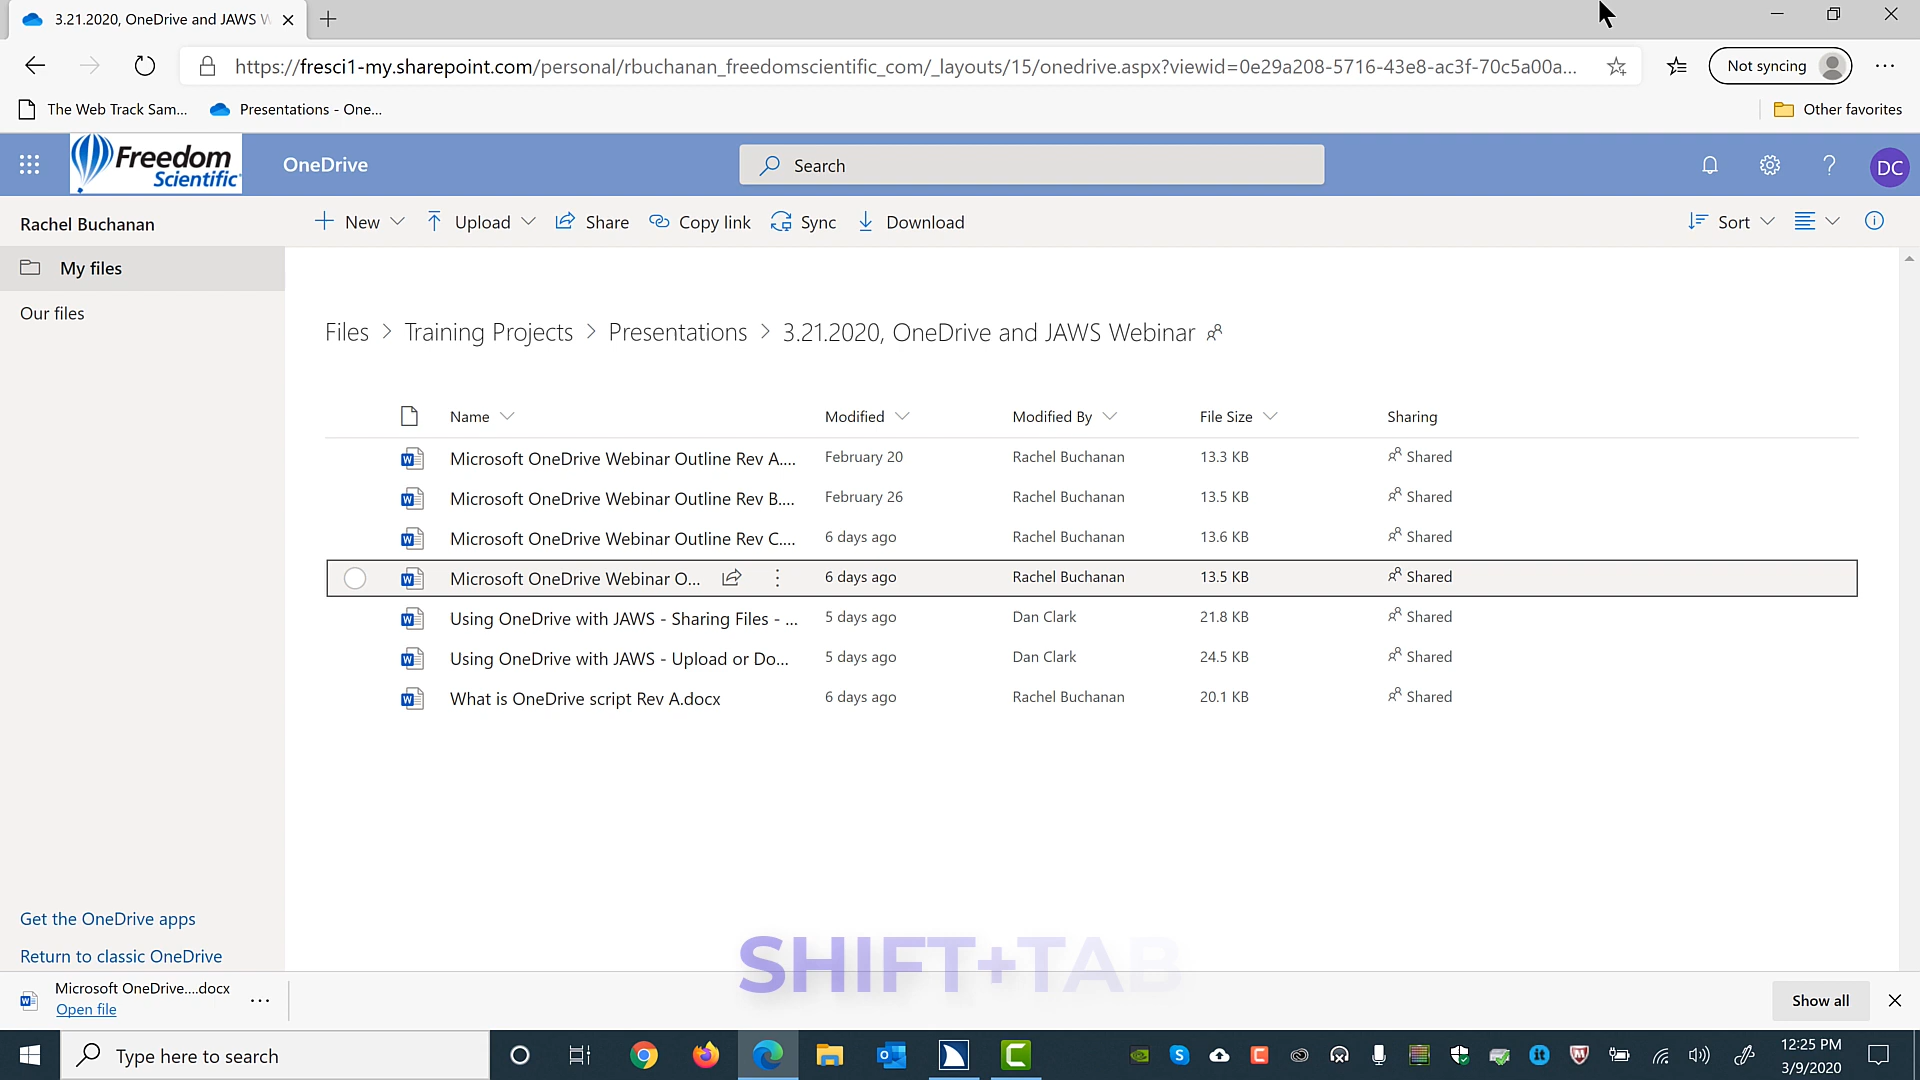 3.21.2020, OneDrive and JAWS W
https://fresci1-my.sharepoint.com/personal/rbuchanan_freedomscientific_com/_layouts/15/onedrive.aspx?viewid=0e29a208-5716-43e8-ac3f-70c5a00a...
Not syncing
The Web Track Sam...
Presentations - One...
Other favorites
Freedom
Scientific
OneDrive
Search
DC
Rachel Buchanan
New
Upload
Share
Copy link
Sync
Download
Sort
My files
Our files
Files > Training Projects > Presentations > 3.21.2020, OneDrive and JAWS Webinar
Name Modified Modified By File Size Sharing
Microsoft OneDrive Webinar Outline Rev A.... February 20 Rachel Buchanan 13.3 KB Shared
Microsoft OneDrive Webinar Outline Rev B.... February 26 Rachel Buchanan 13.5 KB Shared
Microsoft OneDrive Webinar Outline Rev C.... 6 days ago Rachel Buchanan 13.6 KB Shared
Microsoft OneDrive Webinar O... 6 days ago Rachel Buchanan 13.5 KB Shared
Using OneDrive with JAWS - Sharing Files - ... 5 days ago Dan Clark 21.8 KB Shared
Using OneDrive with JAWS - Upload or Do... 5 days ago Dan Clark 24.5 KB Shared
What is OneDrive script Rev A.docx 6 days ago Rachel Buchanan 20.1 KB Shared
Get the OneDrive apps
Return to classic OneDrive
SHIFT+TAB
Microsoft OneDrive....docx
Open file
Show all
Type here to search
12:25 PM
3/9/2020